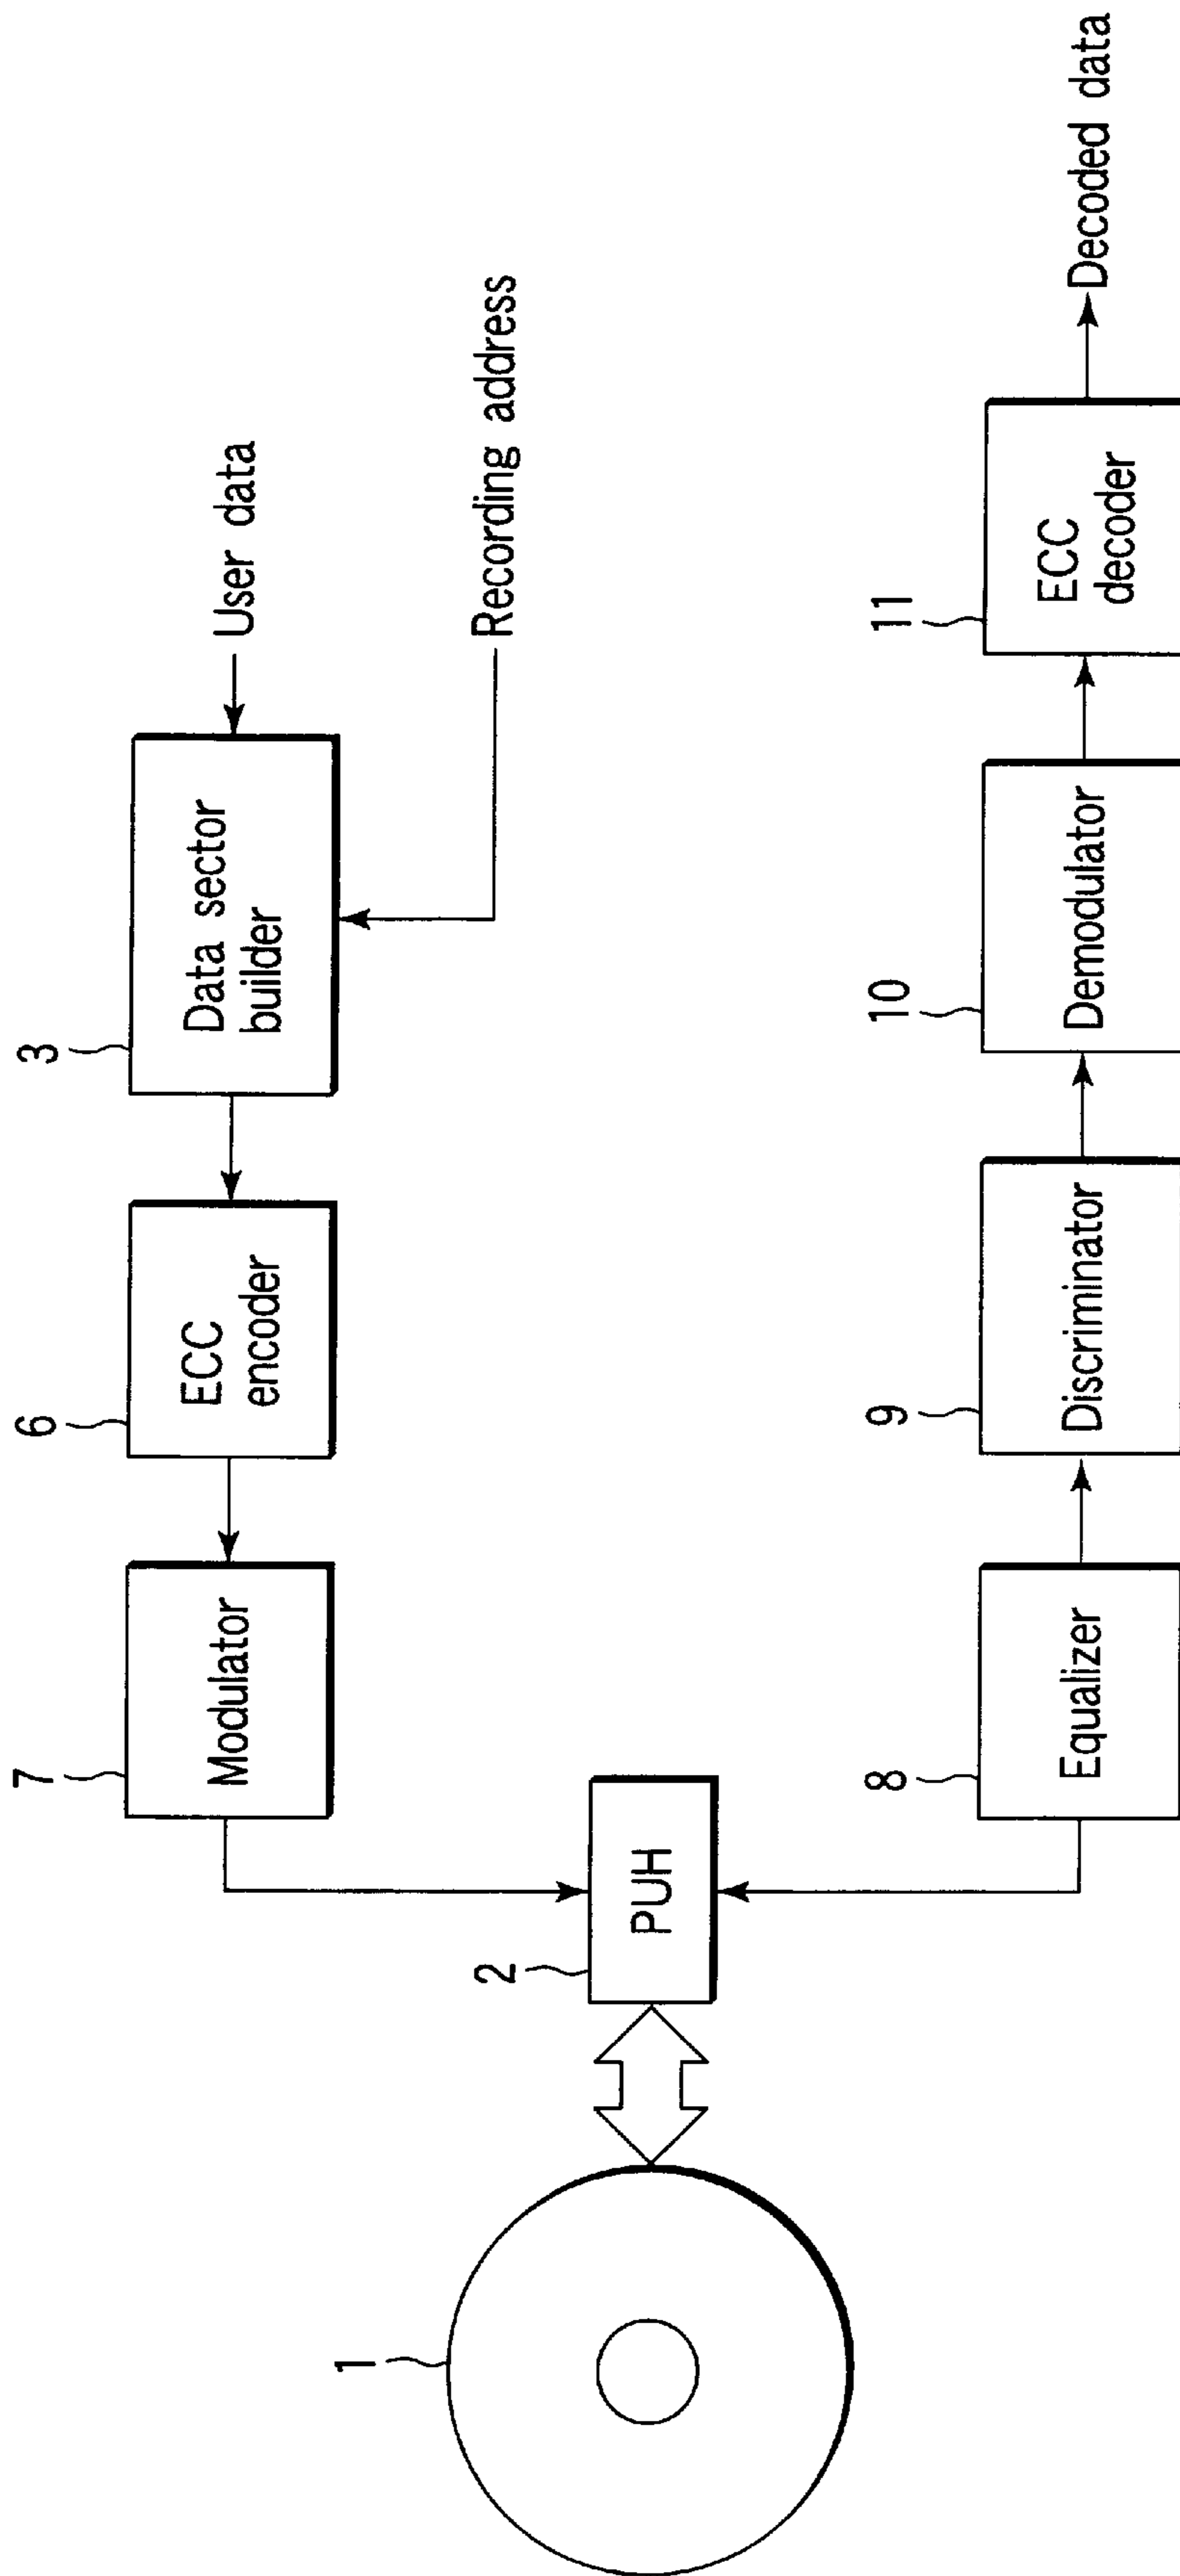 User data
3
Data sector
builder
6
ECC
encoder
7
Modulator
Recording address
2
PUH
1
8
Equalizer
9
Discriminator
10
Demodulator
11
ECC
decoder
Decoded data